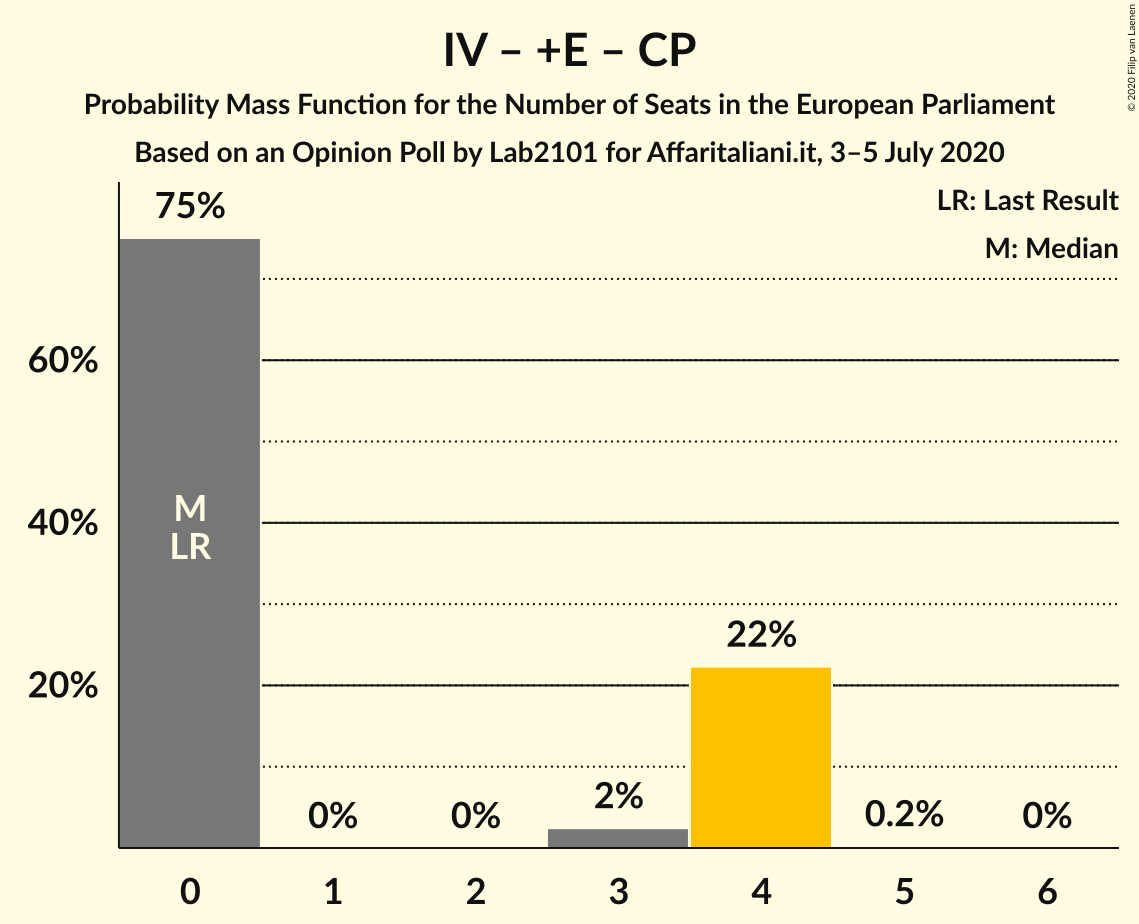 IV – +E – CP
Probability Mass Function for the Number of Seats in the European Parliament
Based on an Opinion Poll by Lab2101 for Affaritaliani.it, 3–5 July 2020
© 2020 Filip van Laenen
LR: Last Result
M: Median
75%
60%
40%
20%
M
LR
0%
0%
2%
22%
0.2%
0%
0 1 2 3 4 5 6